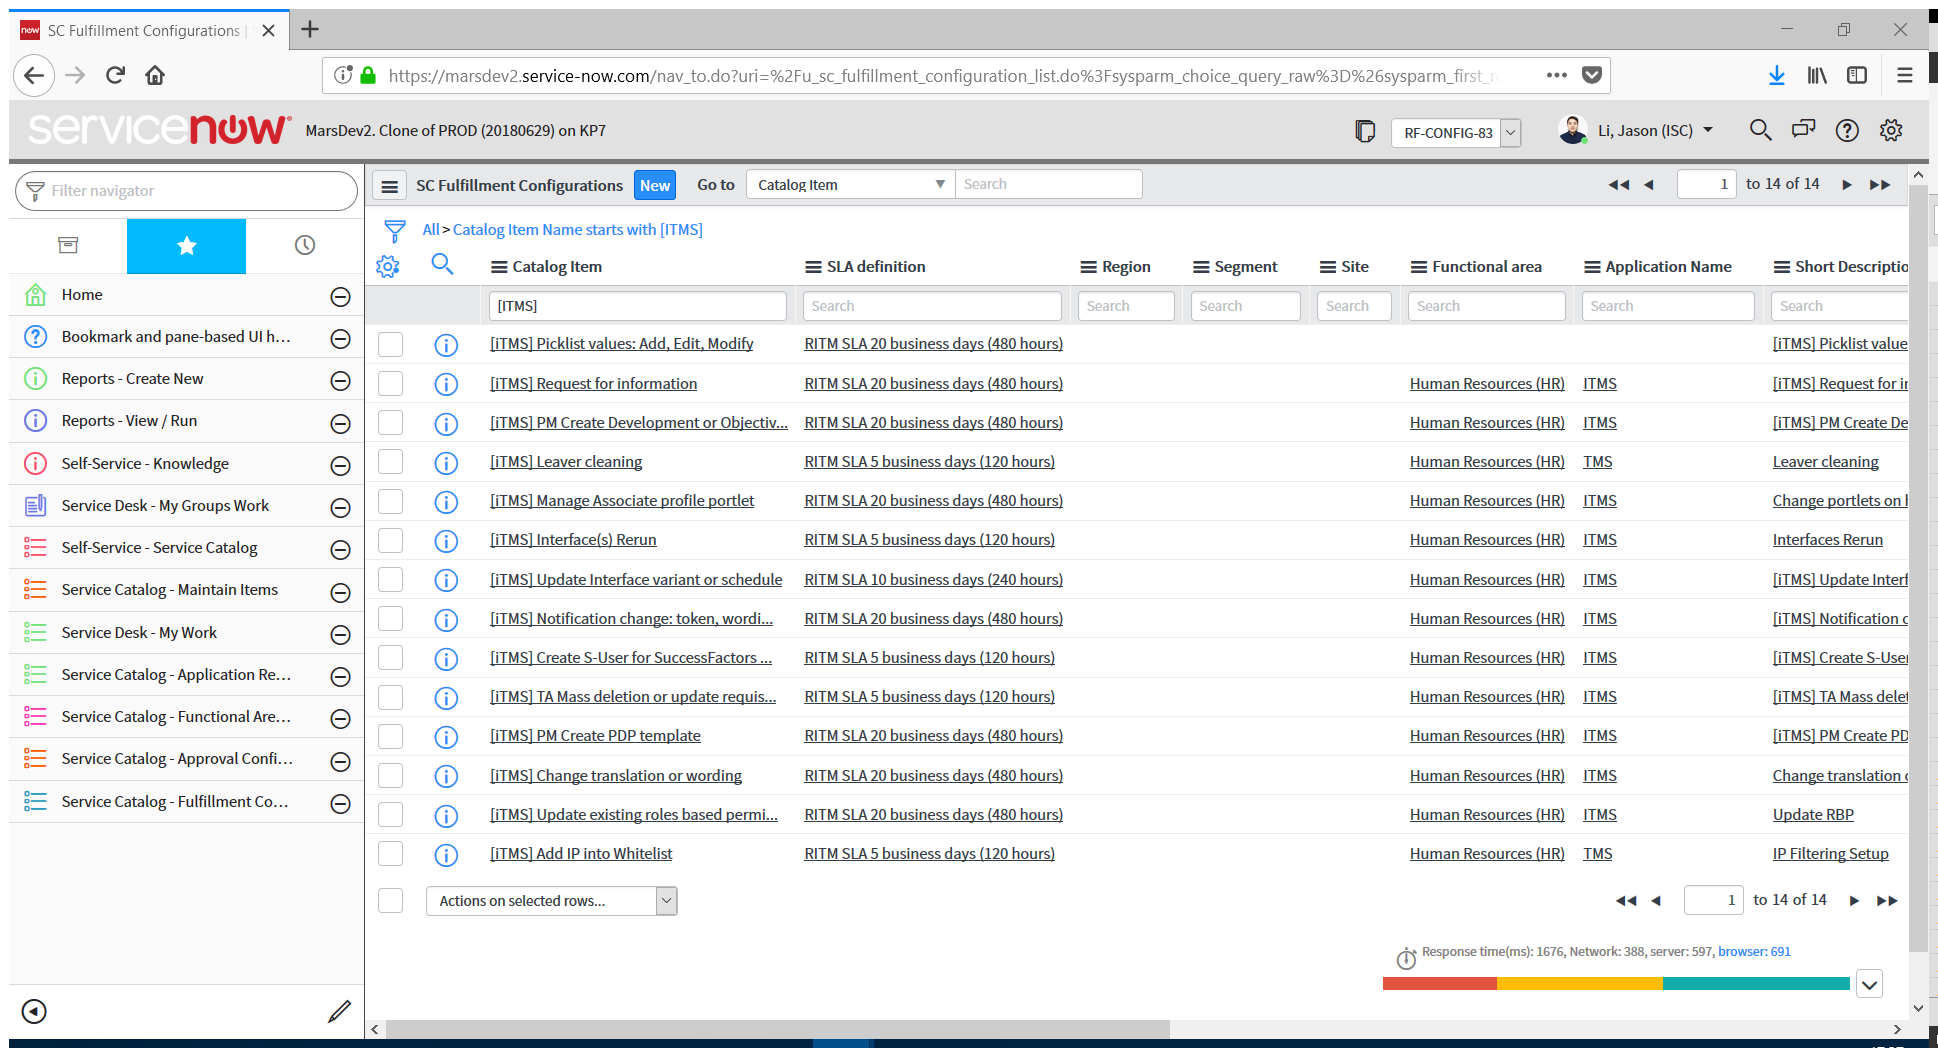 now SC Fulfillment Configurations |
https://marsdev2.service-now.com/nav_to.do?uri=%2Fu_sc_fulfillment_configuration_list.do%3Fsysparm_choice_query_raw%3D%26sysparm_first_r
servicenow MarsDev2. Clone of PROD (20180629) on KP7 RF-CONFIG-83 Li, Jason (ISC)
Filter navigator
Home
Bookmark and pane-based UI h...
Reports - Create New
Reports - View / Run
Self-Service - Knowledge
Service Desk - My Groups Work
Self-Service - Service Catalog
Service Catalog - Maintain Items
Service Desk - My Work
Service Catalog - Application Re...
Service Catalog - Functional Are...
Service Catalog - Approval Confi...
Service Catalog - Fulfillment Co...
SC Fulfillment Configurations New Go to Catalog Item Search 1 to 14 of 14
All > Catalog Item Name starts with [ITMS]
Catalog Item SLA definition Region Segment Site Functional area Application Name Short Descriptio
[ITMS] Search Search Search Search Search Search Search
[iTMS] Picklist values: Add, Edit, Modify RITM SLA 20 business days (480 hours) [iTMS] Picklist value
[iTMS] Request for information RITM SLA 20 business days (480 hours) Human Resources (HR) ITMS [iTMS] Request for in
[iTMS] PM Create Development or Objectiv... RITM SLA 20 business days (480 hours) Human Resources (HR) ITMS [iTMS] PM Create De
[iTMS] Leaver cleaning RITM SLA 5 business days (120 hours) Human Resources (HR) TMS Leaver cleaning
[iTMS] Manage Associate profile portlet RITM SLA 20 business days (480 hours) Human Resources (HR) ITMS Change portlets on h
[iTMS] Interface(s) Rerun RITM SLA 5 business days (120 hours) Human Resources (HR) ITMS Interfaces Rerun
[iTMS] Update Interface variant or schedule RITM SLA 10 business days (240 hours) Human Resources (HR) ITMS [iTMS] Update Interf
[iTMS] Notification change: token, wordi... RITM SLA 20 business days (480 hours) Human Resources (HR) ITMS [iTMS] Notification c
[iTMS] Create S-User for SuccessFactors ... RITM SLA 5 business days (120 hours) Human Resources (HR) ITMS [iTMS] Create S-User
[iTMS] TA Mass deletion or update requis... RITM SLA 5 business days (120 hours) Human Resources (HR) ITMS [iTMS] TA Mass delet
[iTMS] PM Create PDP template RITM SLA 20 business days (480 hours) Human Resources (HR) ITMS [iTMS] PM Create PD
[iTMS] Change translation or wording RITM SLA 20 business days (480 hours) Human Resources (HR) ITMS Change translation o
[iTMS] Update existing roles based permi... RITM SLA 20 business days (480 hours) Human Resources (HR) ITMS Update RBP
[iTMS] Add IP into Whitelist RITM SLA 5 business days (120 hours) Human Resources (HR) TMS IP Filtering Setup
Actions on selected rows... 1 to 14 of 14
Response time(ms): 1676, Network: 388, server: 597, browser: 691